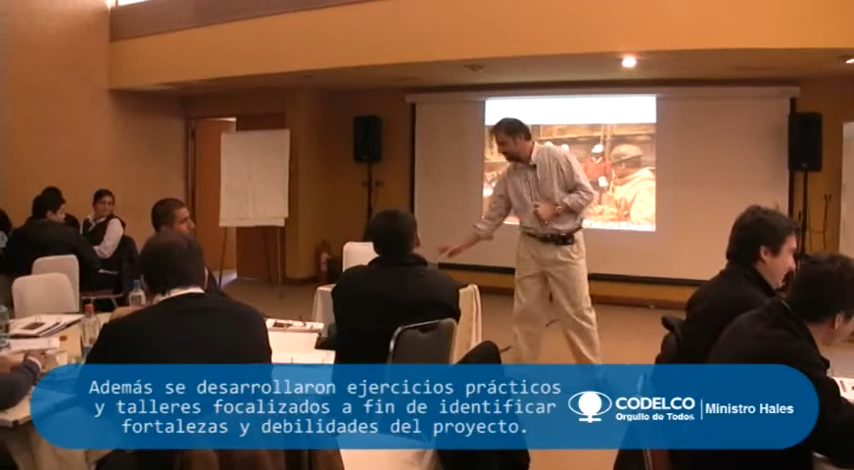 Además se desarrollaron ejercicios prácticos
y talleres focalizados a fin de identificar
fortalezas y debilidades del proyecto.
CODELCO
Orgullo de Todos
Ministro Hales